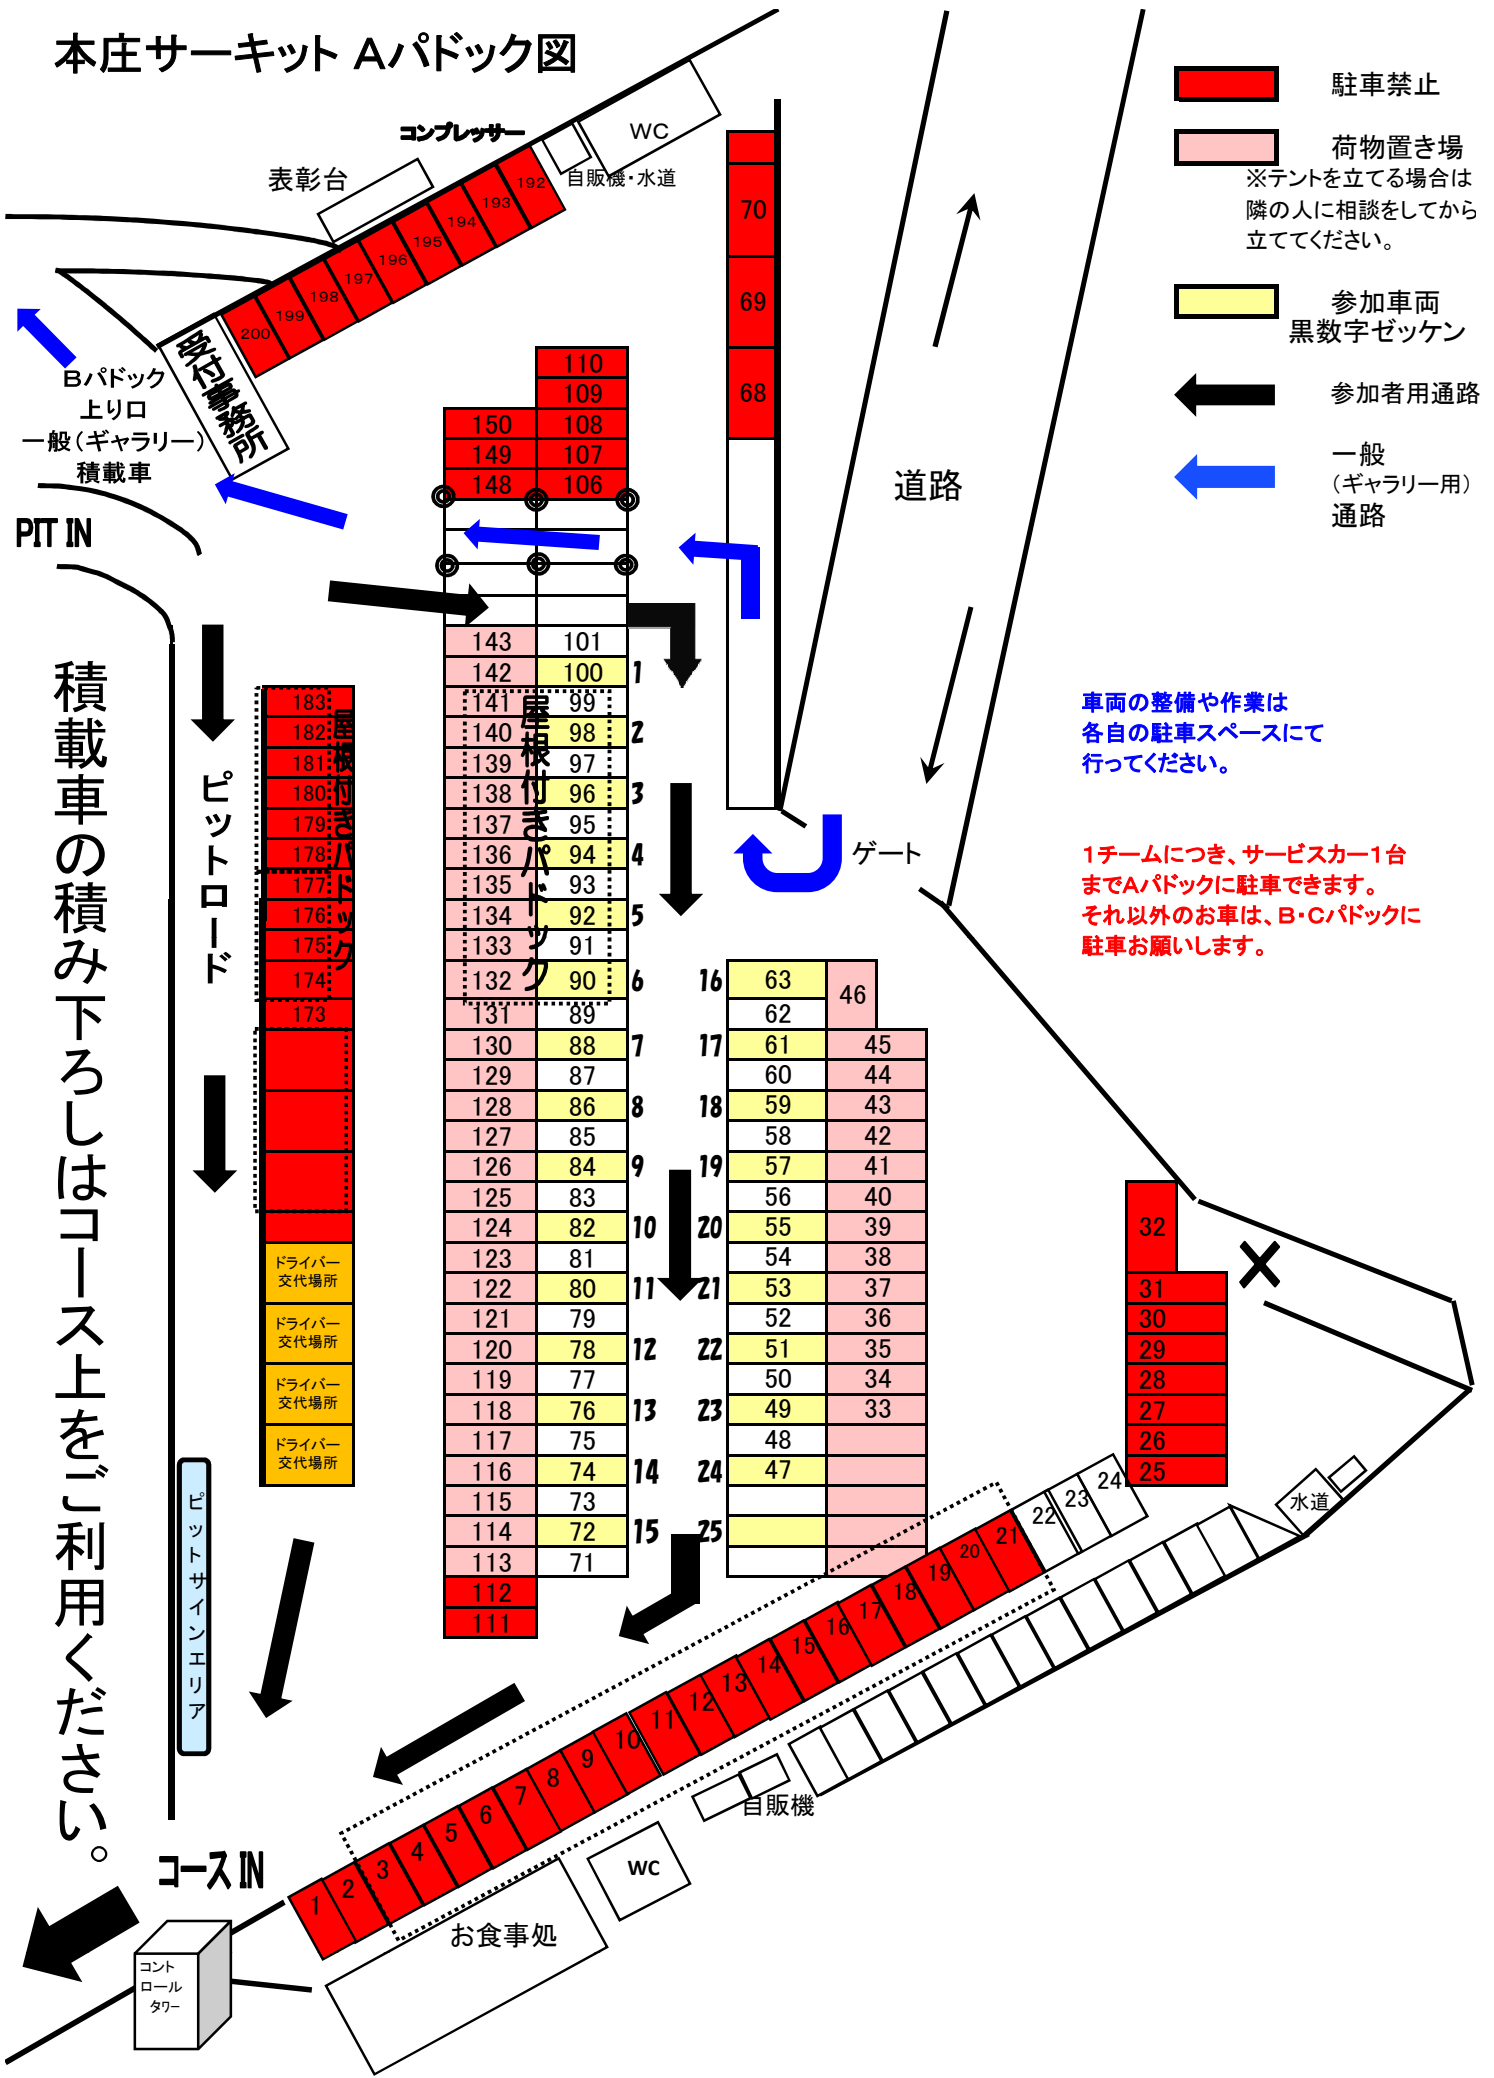 本庄サーキット Aパドック図
駐車禁止
荷物置き場
※テントを立てる場合は
隣の人に相談をしてから
立ててください。
参加車両
黒数字ゼッケン
参加者用通路
一般
（ギャラリー用）
通路
コンプレッサー
WC
自販機・水道
表彰台
192
193
194
195
196
197
198
199
200
受付事務所
Bパドック
上り口
一般（ギャラリー）
積載車
PIT IN
70
69
68
道路
110
109
150 108
149 107
148 106
143 101
142 100 1
141 99
140 98 2
139 97
138 96 3
137 95
136 94 4
135 93
134 92 5
133 91
132 90 6
131 89
130 88 7
129 87
128 86 8
127 85
126 84 9
125 83
124 82 10
123 81
122 80 11
121 79
120 78 12
119 77
118 76 13
117 75
116 74 14
115 73
114 72 15
113 71
112
111
屋根付きパドック
183
182
181
180
179
178
177
176
175
174
173
屋根付きパドック
ドライバー
交代場所
ドライバー
交代場所
ドライバー
交代場所
ドライバー
交代場所
ピットロード
積載車の積み下ろしはコース上をご利用ください。
ピットサインエリア
車両の整備や作業は
各自の駐車スペースにて
行ってください。
ゲート
1チームにつき、サービスカー1台
までAパドックに駐車できます。
それ以外のお車は、B・Cパドックに
駐車お願いします。
16 63 46
62
17 61 45
60 44
18 59 43
58 42
19 57 41
56 40
20 55 39
54 38
21 53 37
52 36
22 51 35
50 34
23 49 33
48
24 47
25
32
31
30
29
28
27
26
25
水道
24
23
22
21
20
19
18
17
16
15
14
13
12
11
10
9
8
7
6
5
4
3
2
1
自販機
WC
お食事処
コースIN
コント
ロール
タワー